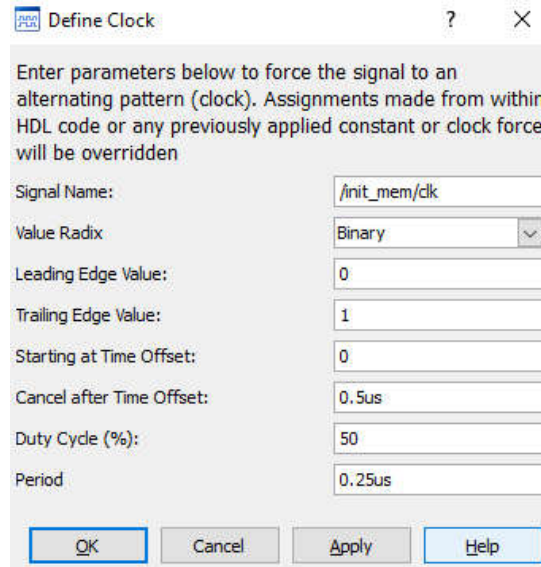 Define Clock ? ×
Enter parameters below to force the signal to an
alternating pattern (clock). Assignments made from within
HDL code or any previously applied constant or clock force
will be overridden
Signal Name: /init_mem/clk
Value Radix Binary
Leading Edge Value: 0
Trailing Edge Value: 1
Starting at Time Offset: 0
Cancel after Time Offset: 0.5us
Duty Cycle (%): 50
Period 0.25us
OK Cancel Apply Help